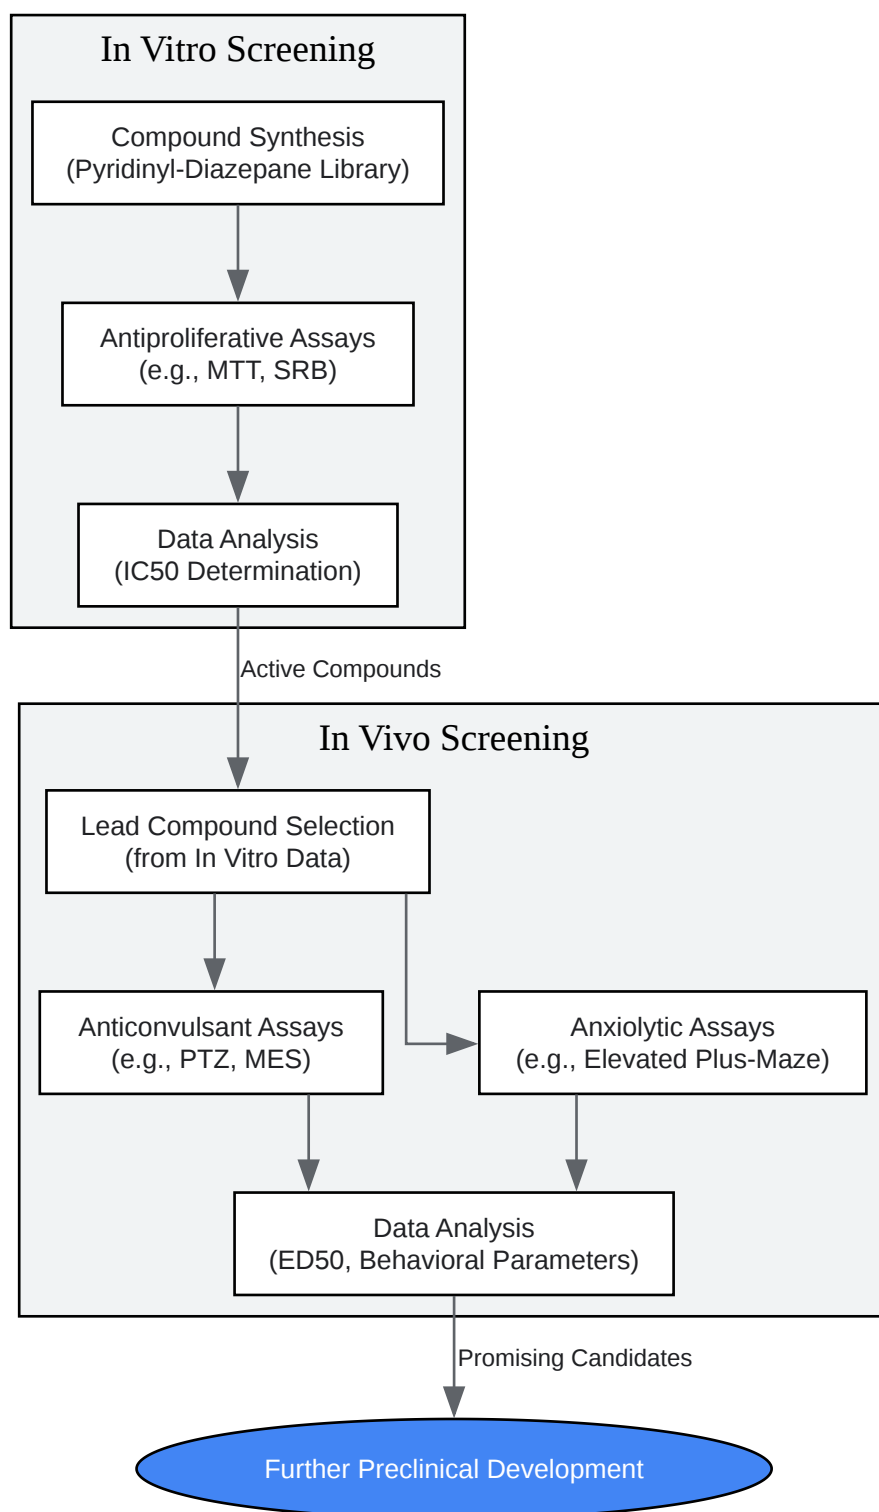 In Vitro Screening
Compound Synthesis
(Pyridinyl-Diazepane Library)
Antiproliferative Assays
(e.g., MTT, SRB)
Data Analysis
(IC50 Determination)
Active Compounds
In Vivo Screening
Lead Compound Selection
(from In Vitro Data)
Anticonvulsant Assays
(e.g., PTZ, MES)
Anxiolytic Assays
(e.g., Elevated Plus-Maze)
Data Analysis
(ED50, Behavioral Parameters)
Promising Candidates
Further Preclinical Development